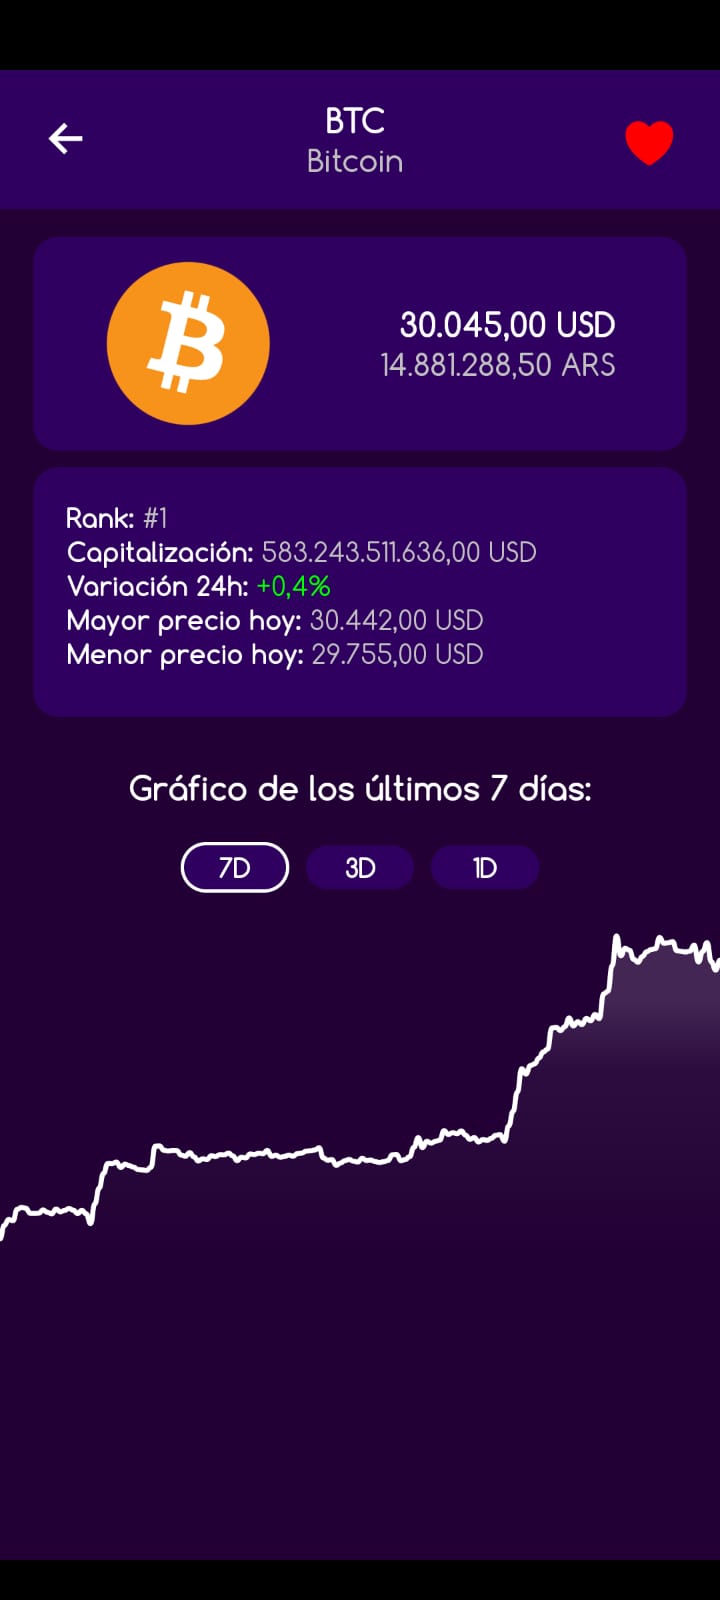 BTC
Bitcoin
30.045,00 USD
14.881.288,50 ARS
Rank: #1
Capitalización: 583.243.511.636,00 USD
Variación 24h: +0,4%
Mayor precio hoy: 30.442,00 USD
Menor precio hoy: 29.755,00 USD
Gráfico de los últimos 7 días:
7D 3D 1D